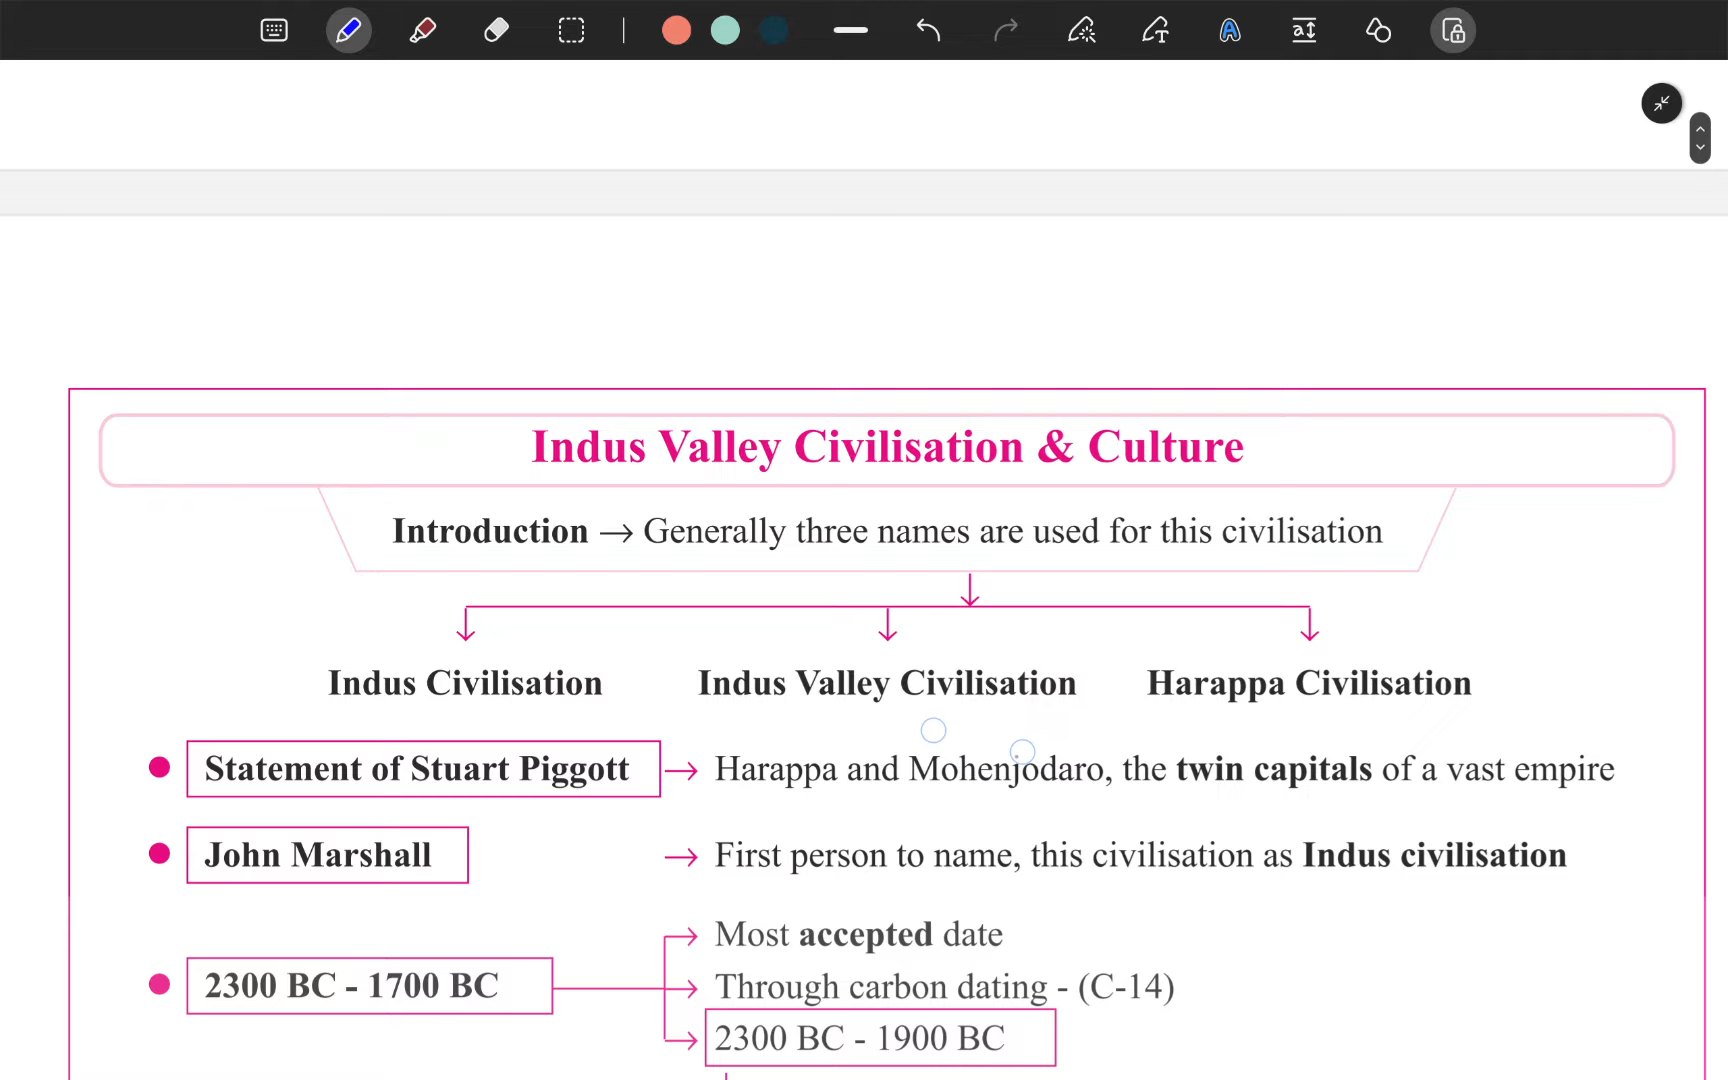 Indus Valley Civilisation & Culture
Introduction → Generally three names are used for this civilisation
Indus Civilisation Indus Valley Civilisation Harappa Civilisation
Statement of Stuart Piggott → Harappa and Mohenjodaro, the twin capitals of a vast empire
John Marshall → First person to name, this civilisation as Indus civilisation
Most accepted date
2300 BC - 1700 BC → Through carbon dating - (C-14)
2300 BC - 1900 BC